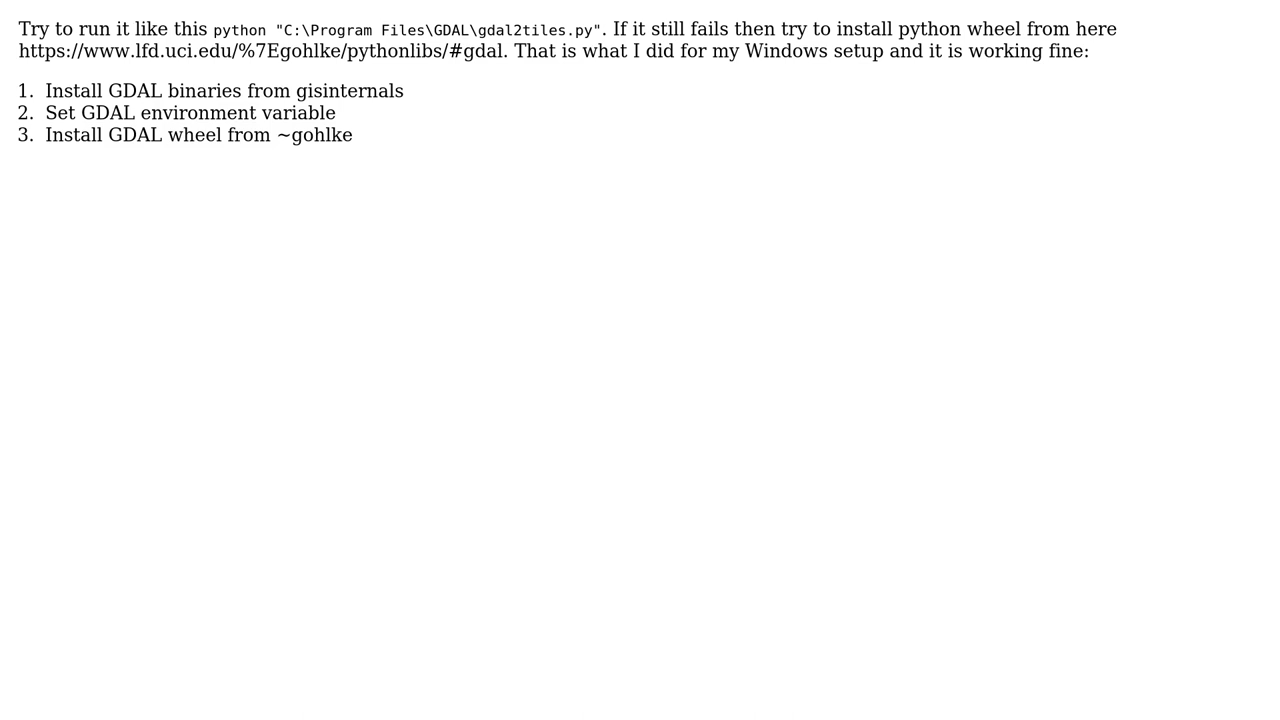 Try to run it like this python "C:\Program Files\GDAL\gdal2tiles.py". If it still fails then try to install python wheel from here
https://www.lfd.uci.edu/%7Egohlke/pythonlibs/#gdal. That is what I did for my Windows setup and it is working fine:
1. Install GDAL binaries from gisinternals
2. Set GDAL environment variable
3. Install GDAL wheel from ~gohlke